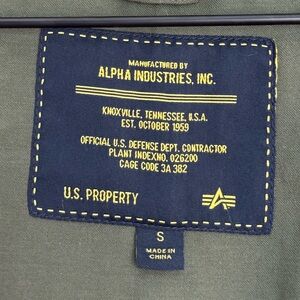 MANUFACTURED BY
ALPHA INDUSTRIES, INC.
KNOXVILLE, TENNESSEE, U.S.A.
EST. OCTOBER 1959
OFFICIAL U.S. DEFENSE DEPT. CONTRACTOR
PLANT INDEXNO. 026200
CAGE CODE 3A 382
U.S. PROPERTY
S
MADE IN
CHINA